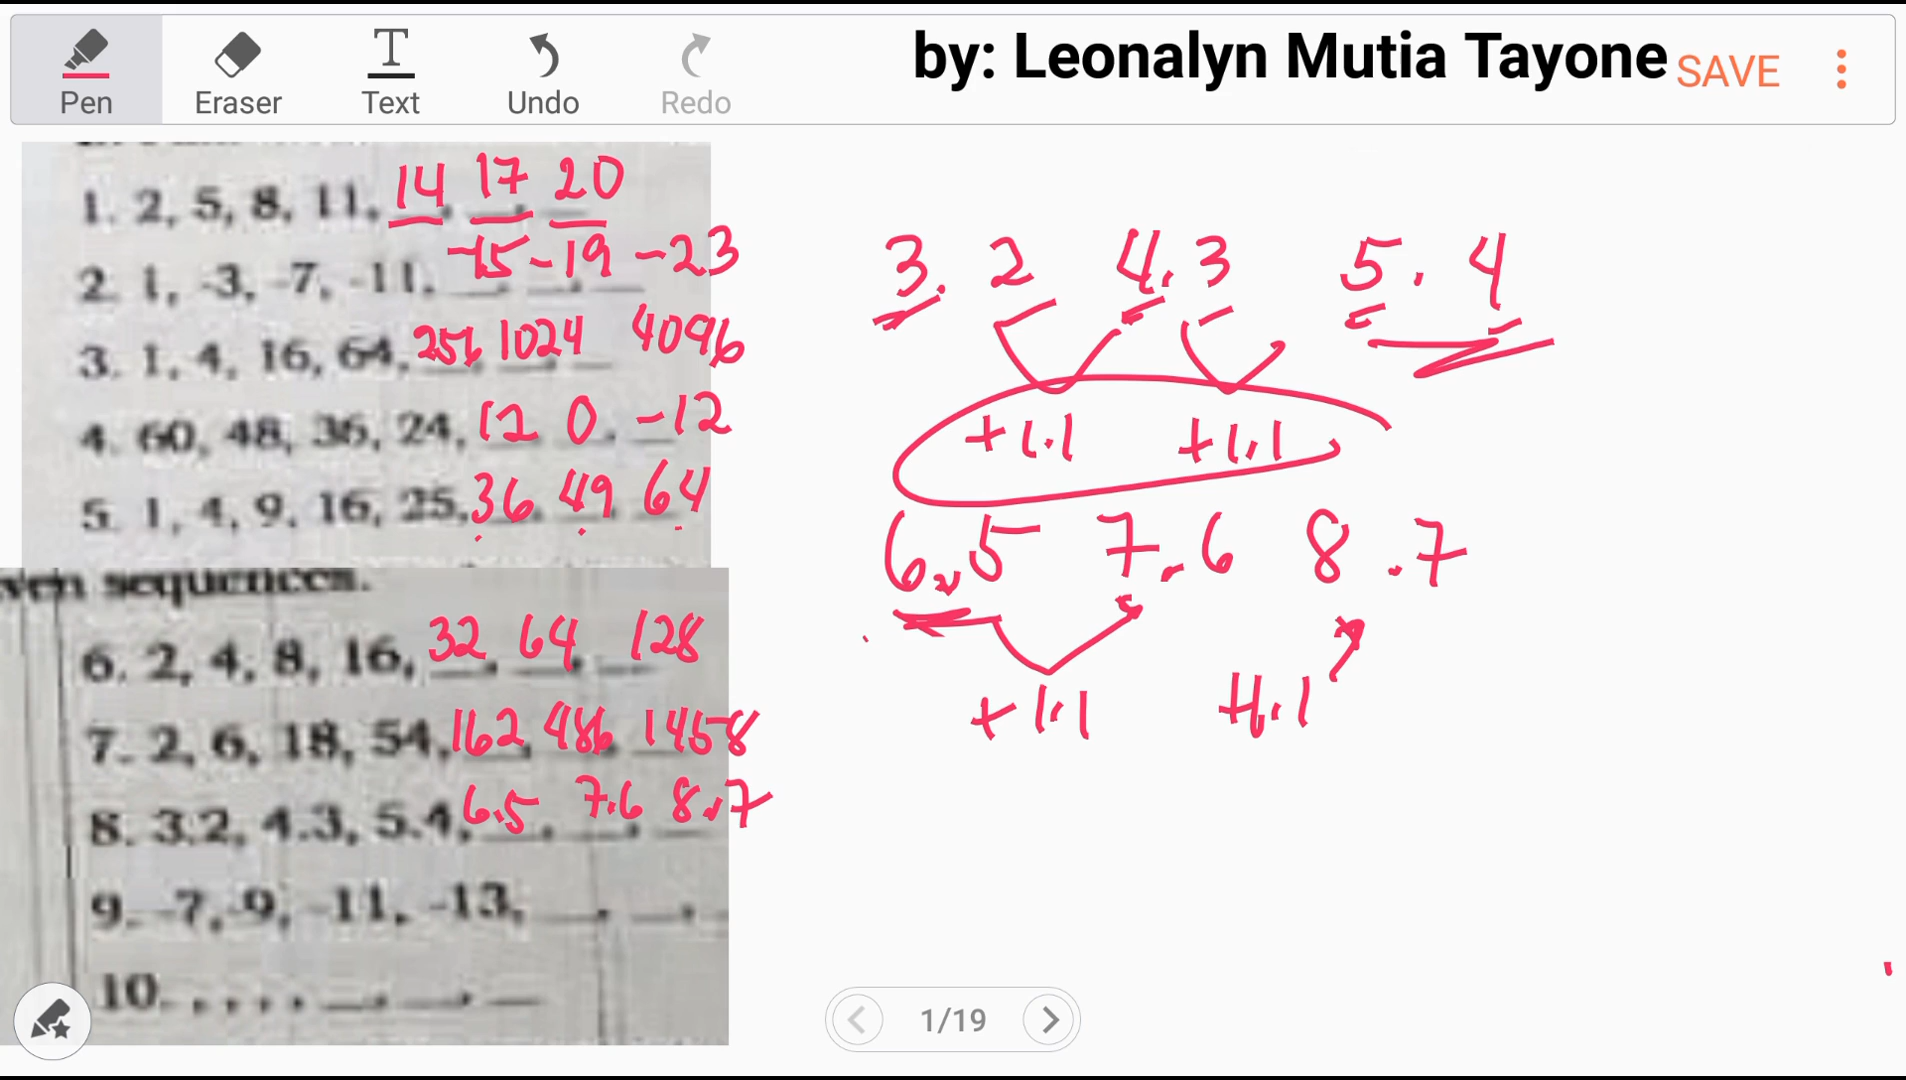 by: Leonalyn Mutia Tayone
SAVE
Pen
Eraser
Text
Undo
Redo
1. 2, 5, 8, 11, 14, 17 20
2. 1, -3, -7, -11, -15 -19 -23
3. 1, 4, 16, 64, 256 1024 4096
4. 60, 48, 36, 24, 12 0 -12
5. 1, 4, 9, 16, 25, 36 49 64
sequences.
6. 2, 4, 8, 16, 32, 64, 128
7. 2, 6, 18, 54, 162, 486, 1458
8. 3.2, 4.3, 5.4, 6.5, 7.6, 8.7
9. -7, -9, -11, -13, __, __,
10. , , , , __, __, __
3.2 4.3 5.4
+1.1 +1.1
6.5 7.6 8.7
+1.1 +1.1
1/19